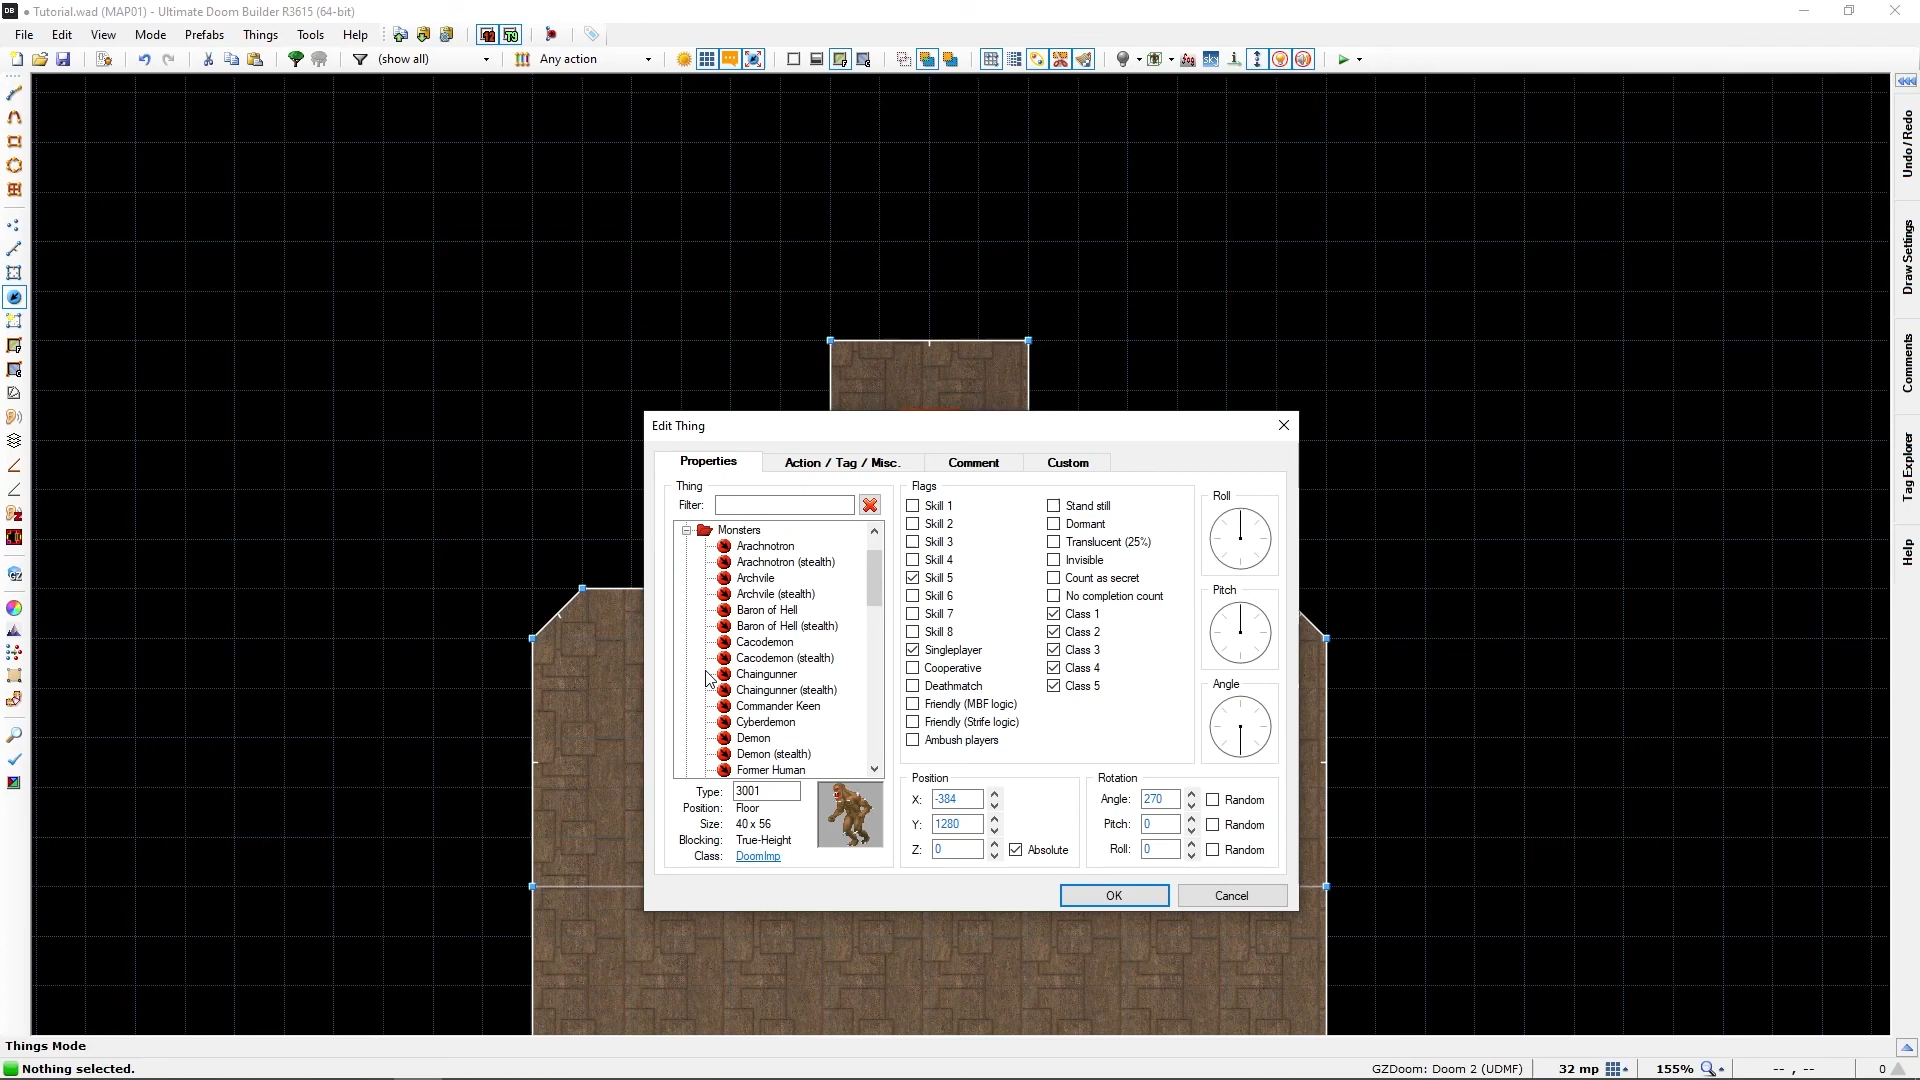 DB • Tutorial.wad (MAP01) - Ultimate Doom Builder R3615 (64-bit)
File Edit View Mode Prefabs Things Tools Help
(show all) Any action
Undo / Redo
Draw Settings
Comments
Tag Explorer
Help
Edit Thing
Properties Action / Tag / Misc. Comment Custom
Thing
Filter:
Monsters
Arachnotron
Arachnotron (stealth)
Archvile
Archvile (stealth)
Baron of Hell
Baron of Hell (stealth)
Cacodemon
Cacodemon (stealth)
Chaingunner
Chaingunner (stealth)
Commander Keen
Cyberdemon
Demon
Demon (stealth)
Former Human
Type: 3001
Position: Floor
Size: 40 x 56
Blocking: True-Height
Class: DoomImp
Flags
Skill 1
Skill 2
Skill 3
Skill 4
Skill 5
Skill 6
Skill 7
Skill 8
Singleplayer
Cooperative
Deathmatch
Friendly (MBF logic)
Friendly (Strife logic)
Ambush players
Stand still
Dormant
Translucent (25%)
Invisible
Count as secret
No completion count
Class 1
Class 2
Class 3
Class 4
Class 5
Roll
Pitch
Angle
Position
X: -384
Y: 1280
Z: 0 Absolute
Rotation
Angle: 270 Random
Pitch: 0 Random
Roll: 0 Random
OK Cancel
Things Mode
Nothing selected. GZDoom: Doom 2 (UDMF) 32 mp 155% -- , -- 0